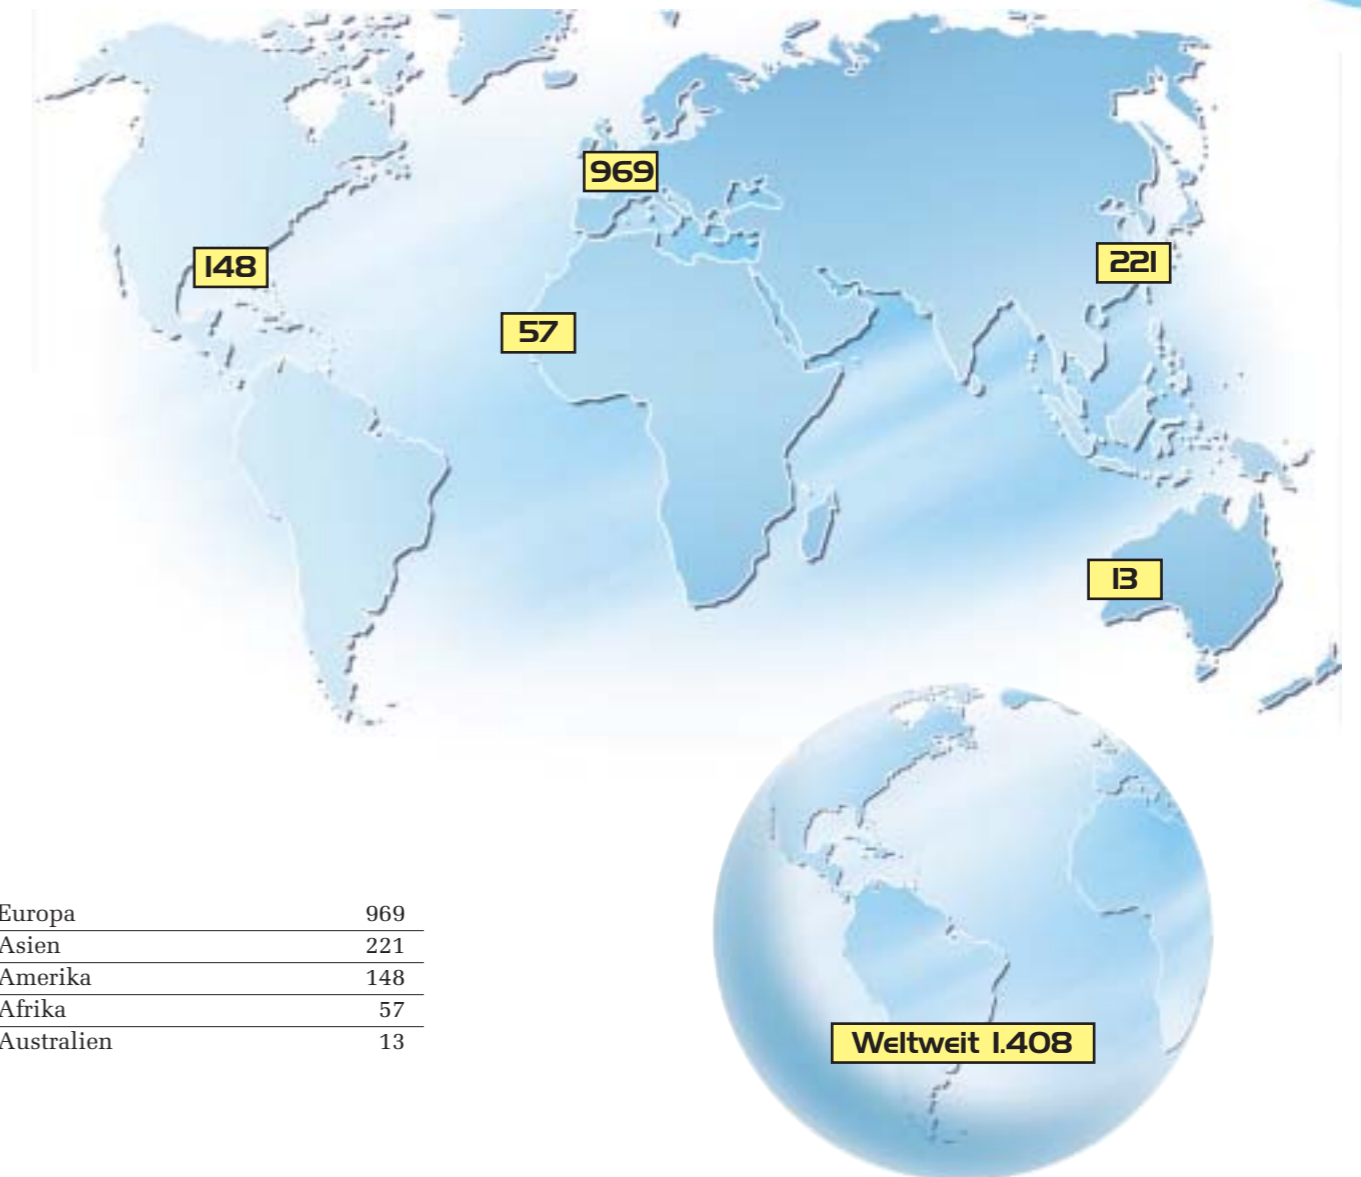 969
148
221
57
13
Europa 969
Asien 221
Amerika 148
Afrika 57
Australien 13
Weltweit 1.408